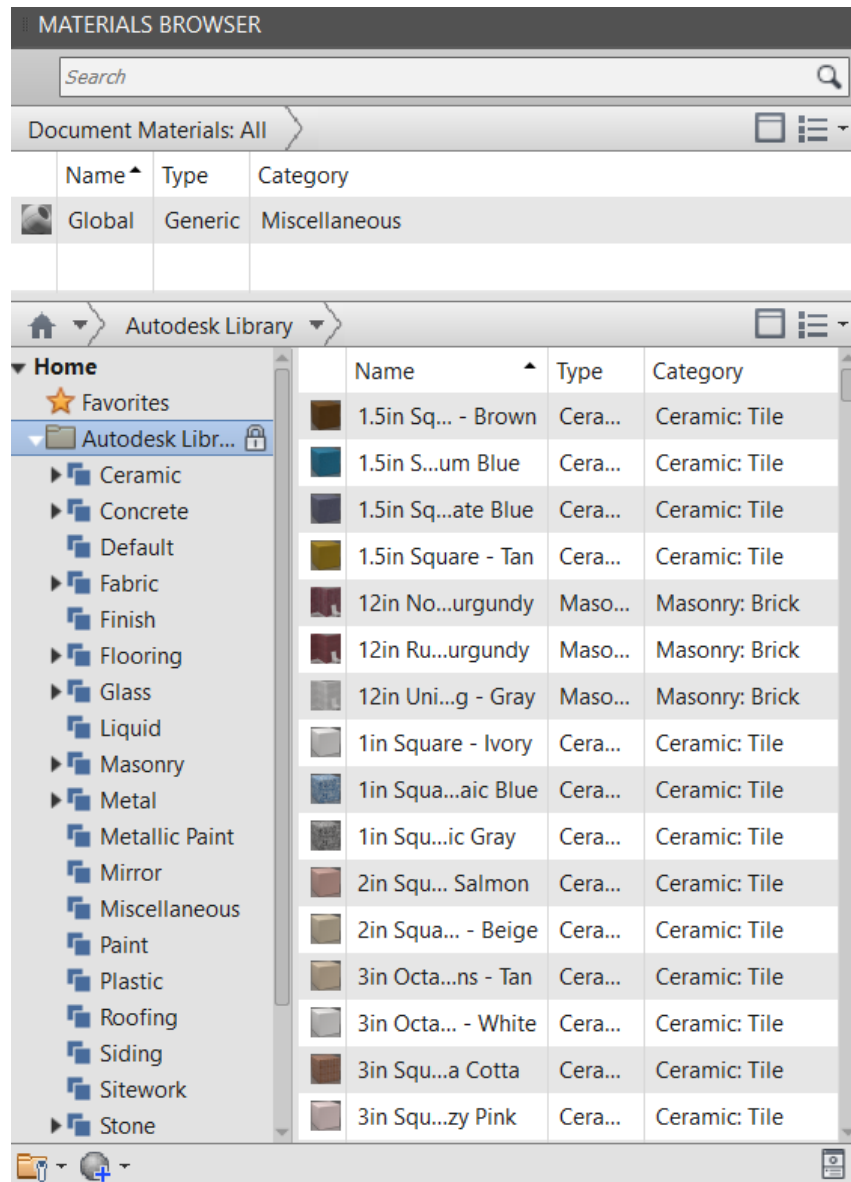 MATERIALS BROWSER
Search
Document Materials: All
Name Type Category
Global Generic Miscellaneous
Autodesk Library
Home
Favorites
Autodesk Libr...
Ceramic
Concrete
Default
Fabric
Finish
Flooring
Glass
Liquid
Masonry
Metal
Metallic Paint
Mirror
Miscellaneous
Paint
Plastic
Roofing
Siding
Sitework
Stone
Name Type Category
1.5in Sq... - Brown Cera... Ceramic: Tile
1.5in S...um Blue Cera... Ceramic: Tile
1.5in Sq...ate Blue Cera... Ceramic: Tile
1.5in Square - Tan Cera... Ceramic: Tile
12in No...urgundy Maso... Masonry: Brick
12in Ru...urgundy Maso... Masonry: Brick
12in Uni...g - Gray Maso... Masonry: Brick
1in Square - Ivory Cera... Ceramic: Tile
1in Squa...aic Blue Cera... Ceramic: Tile
1in Squ...ic Gray Cera... Ceramic: Tile
2in Squ... Salmon Cera... Ceramic: Tile
2in Squa... - Beige Cera... Ceramic: Tile
3in Octa...ns - Tan Cera... Ceramic: Tile
3in Octa... - White Cera... Ceramic: Tile
3in Squ...a Cotta Cera... Ceramic: Tile
3in Squ...zy Pink Cera... Ceramic: Tile